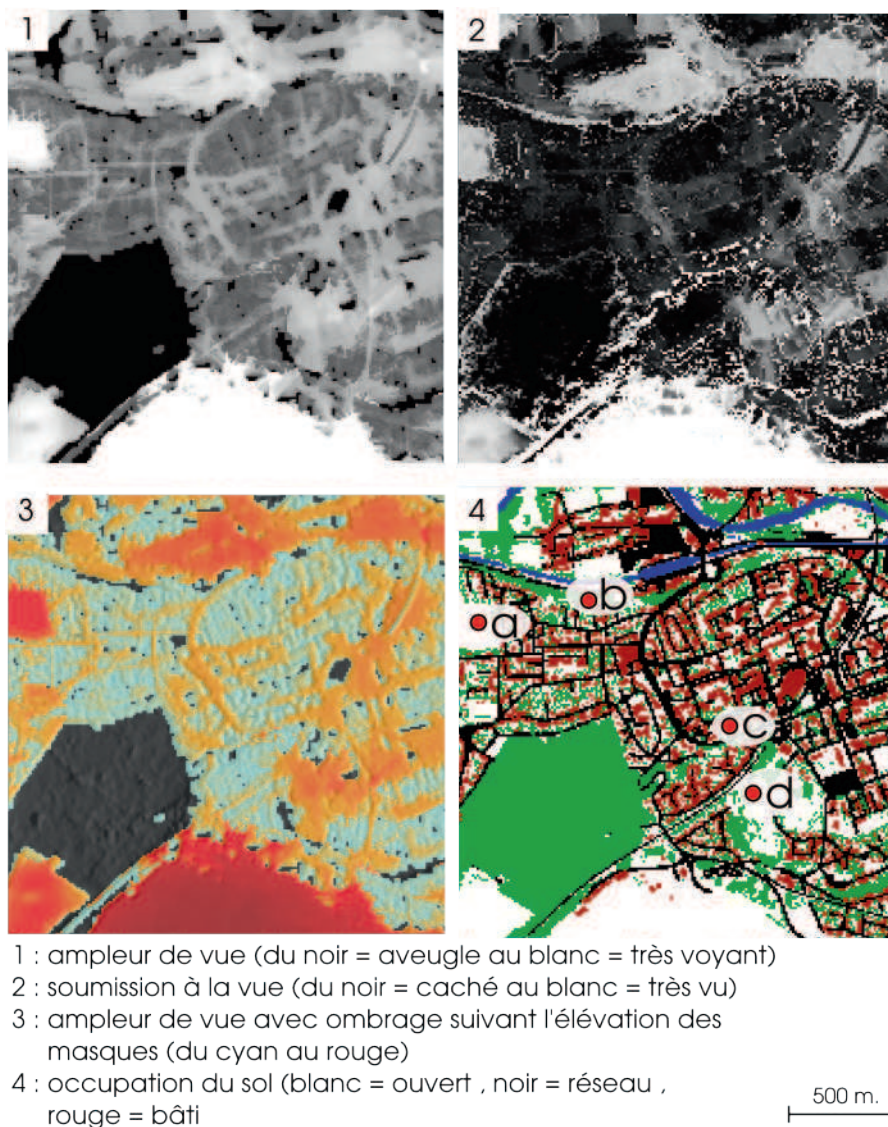 1
2
3
4
a
b
c
d
1 : ampleur de vue (du noir = aveugle au blanc = très voyant)
2 : soumission à la vue (du noir = caché au blanc = très vu)
3 : ampleur de vue avec ombrage suivant l'élévation des
masques (du cyan au rouge)
4 : occupation du sol (blanc = ouvert , noir = réseau ,
rouge = bâti
500 m.